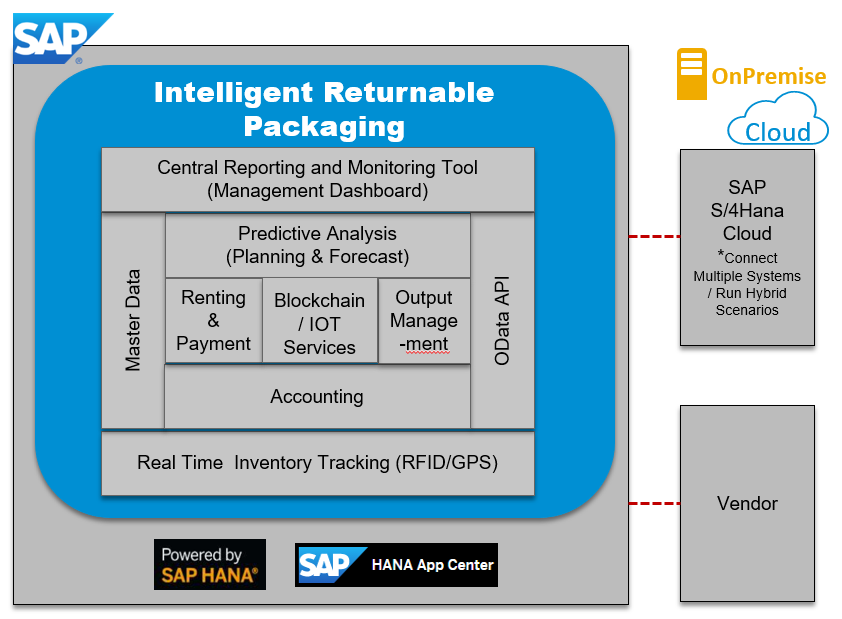 SAP®
Intelligent Returnable
Packaging
Central Reporting and Monitoring Tool
(Management Dashboard)
Master Data
Predictive Analysis
(Planning & Forecast)
Renting
&
Payment
Blockchain
/ IOT
Services
Output
Manage
-ment
OData API
Accounting
Real Time  Inventory Tracking (RFID/GPS)
Powered by
SAP HANA®
SAP HANA App Center
OnPremise
Cloud
SAP
S/4Hana
Cloud
*Connect
Multiple Systems
/ Run Hybrid
Scenarios
Vendor